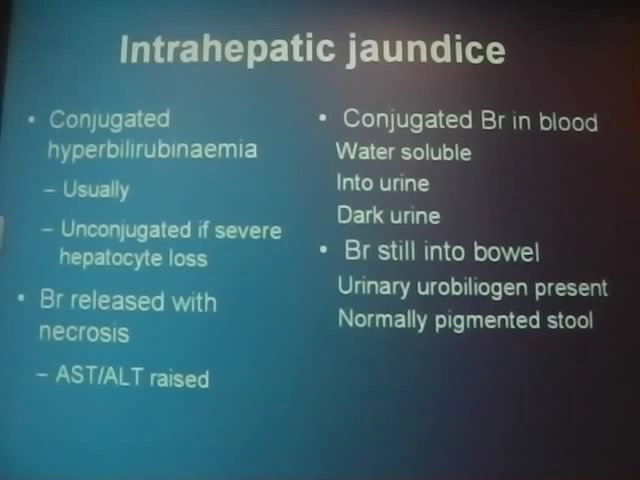 Intrahepatic jaundice
• Conjugated
hyperbilirubinaemia
– Usually
– Unconjugated if severe
hepatocyte loss
• Br released with
necrosis
– AST/ALT raised
• Conjugated Br in blood
Water soluble
Into urine
Dark urine
• Br still into bowel
Urinary urobiliogen present
Normally pigmented stool